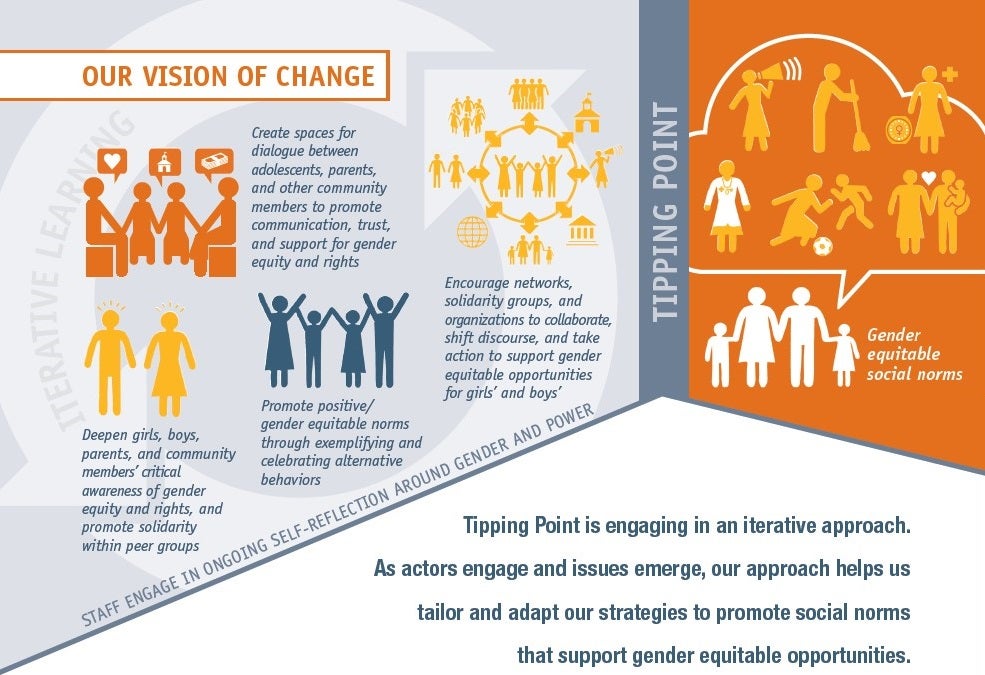 OUR VISION OF CHANGE
ITERATIVE LEARNING
Create spaces for
dialogue between
adolescents, parents,
and other community
members to promote
communication, trust,
and support for gender
equity and rights
Deepen girls, boys,
parents, and community
members’ critical
awareness of gender
equity and rights, and
promote solidarity
within peer groups
Promote positive/
gender equitable norms
through exemplifying and
celebrating alternative
behaviors
Encourage networks,
solidarity groups, and
organizations to collaborate,
shift discourse, and take
action to support gender
equitable opportunities
for girls’ and boys’
STAFF ENGAGE IN ONGOING SELF-REFLECTION AROUND GENDER AND POWER
TIPPING POINT
Gender
equitable
social norms
Tipping Point is engaging in an iterative approach.
As actors engage and issues emerge, our approach helps us
tailor and adapt our strategies to promote social norms
that support gender equitable opportunities.